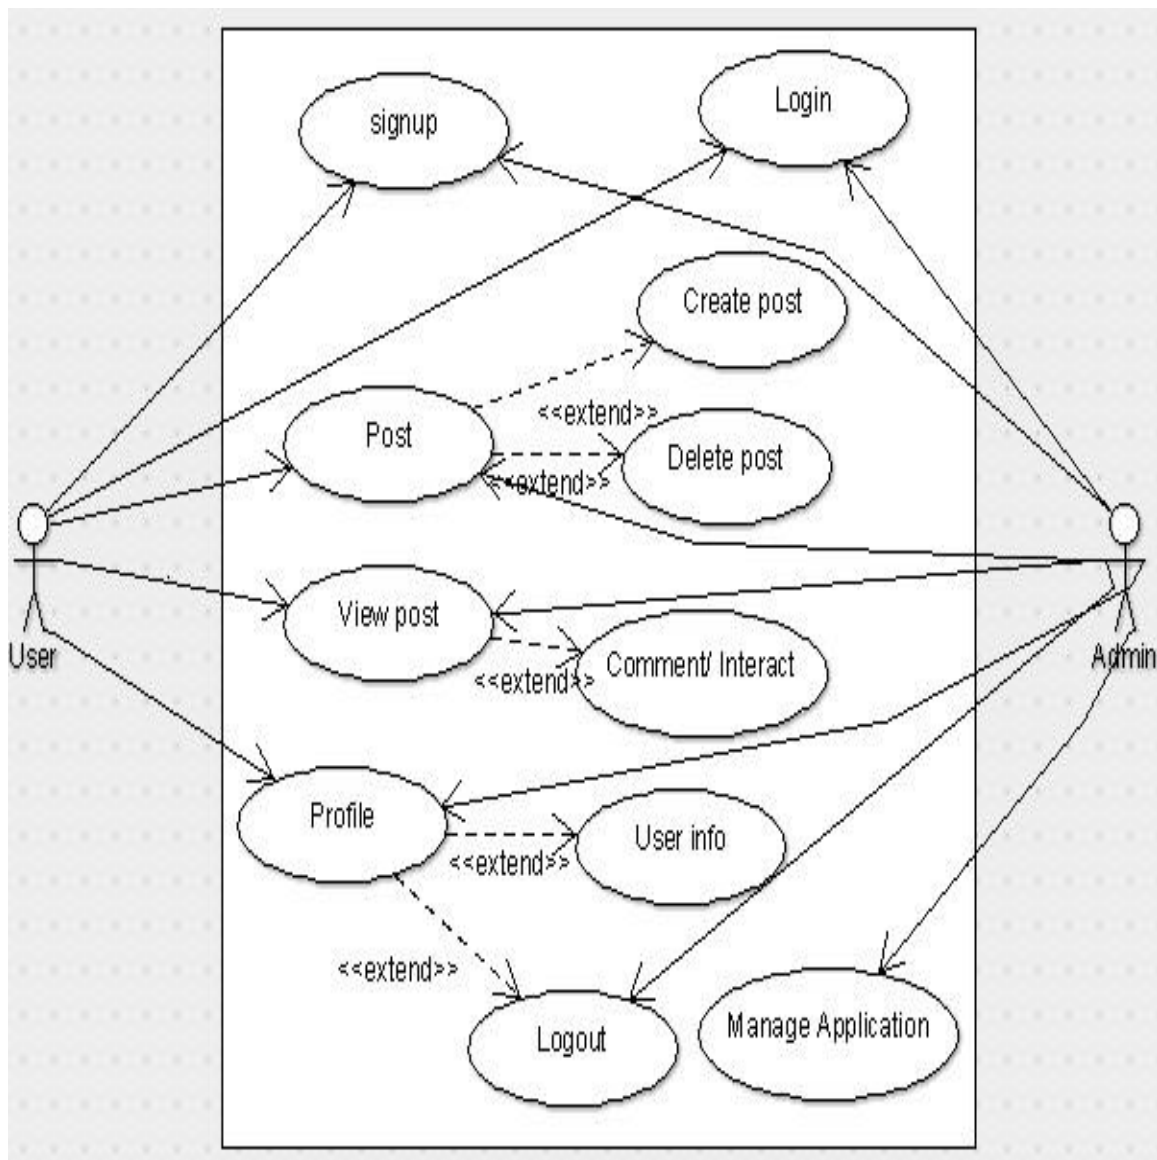 signup
Login
Create post
<<extend>>
Post
Delete post
<<extend>>
View post
Comment/ Interact
<<extend>>
User
Admin
Profile
User info
<<extend>>
<<extend>>
Logout
Manage Application